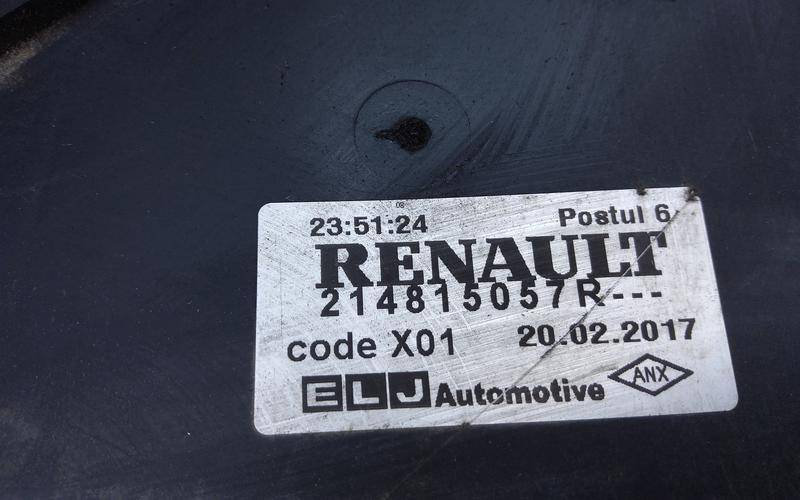 23:51:24 Postul 6
RENAULT
214815057R---
code X01 20.02.2017
ELJ Automotive ANX